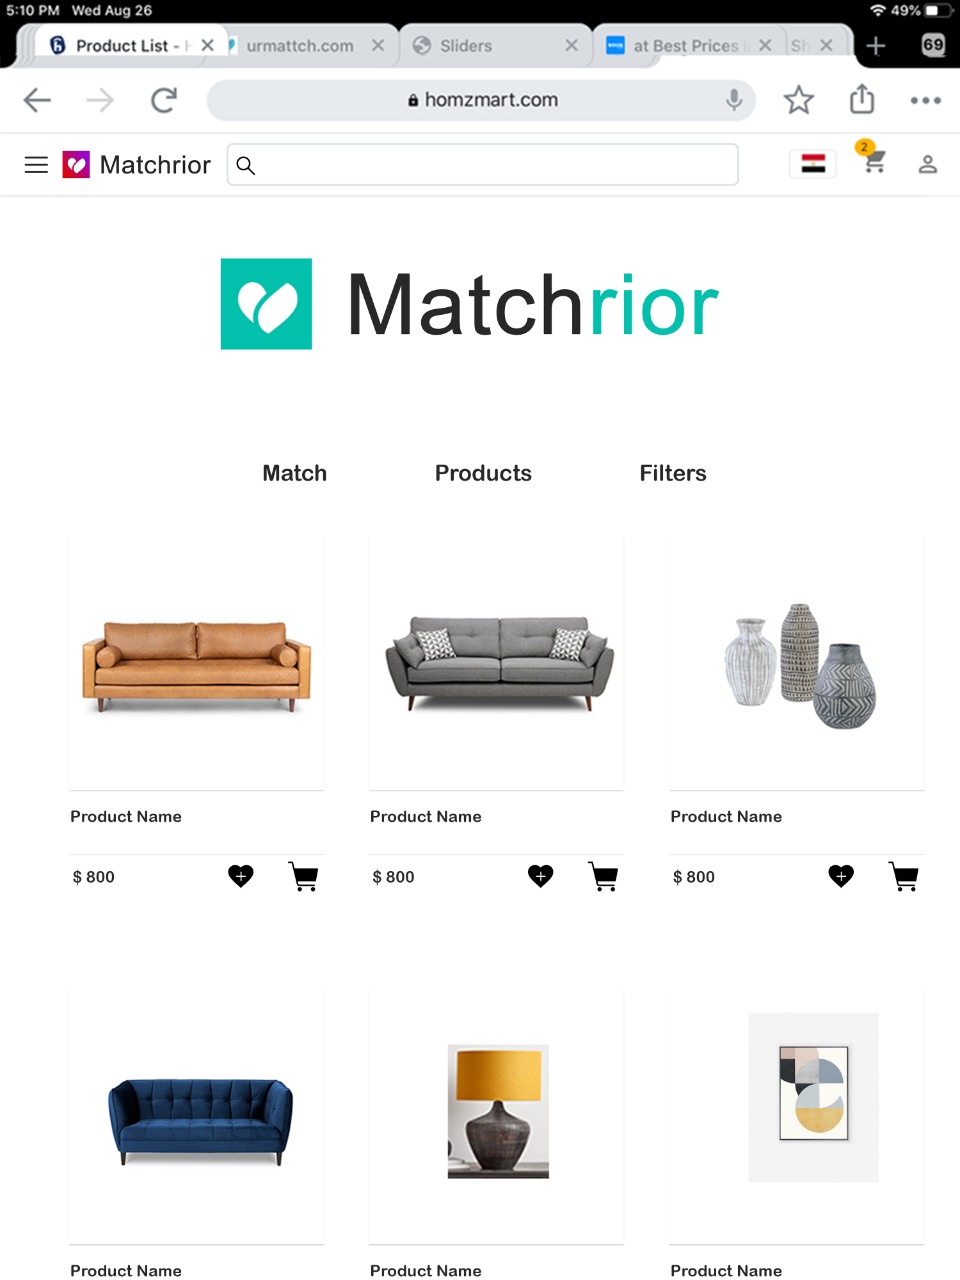 5:10 PM Wed Aug 26 49%
Product List - urmattch.com Sliders at Best Prices Sh 69
homzmart.com
Matchrior 2
Matchrior
Match Products Filters
Product Name Product Name Product Name
$ 800 $ 800 $ 800
Product Name Product Name Product Name